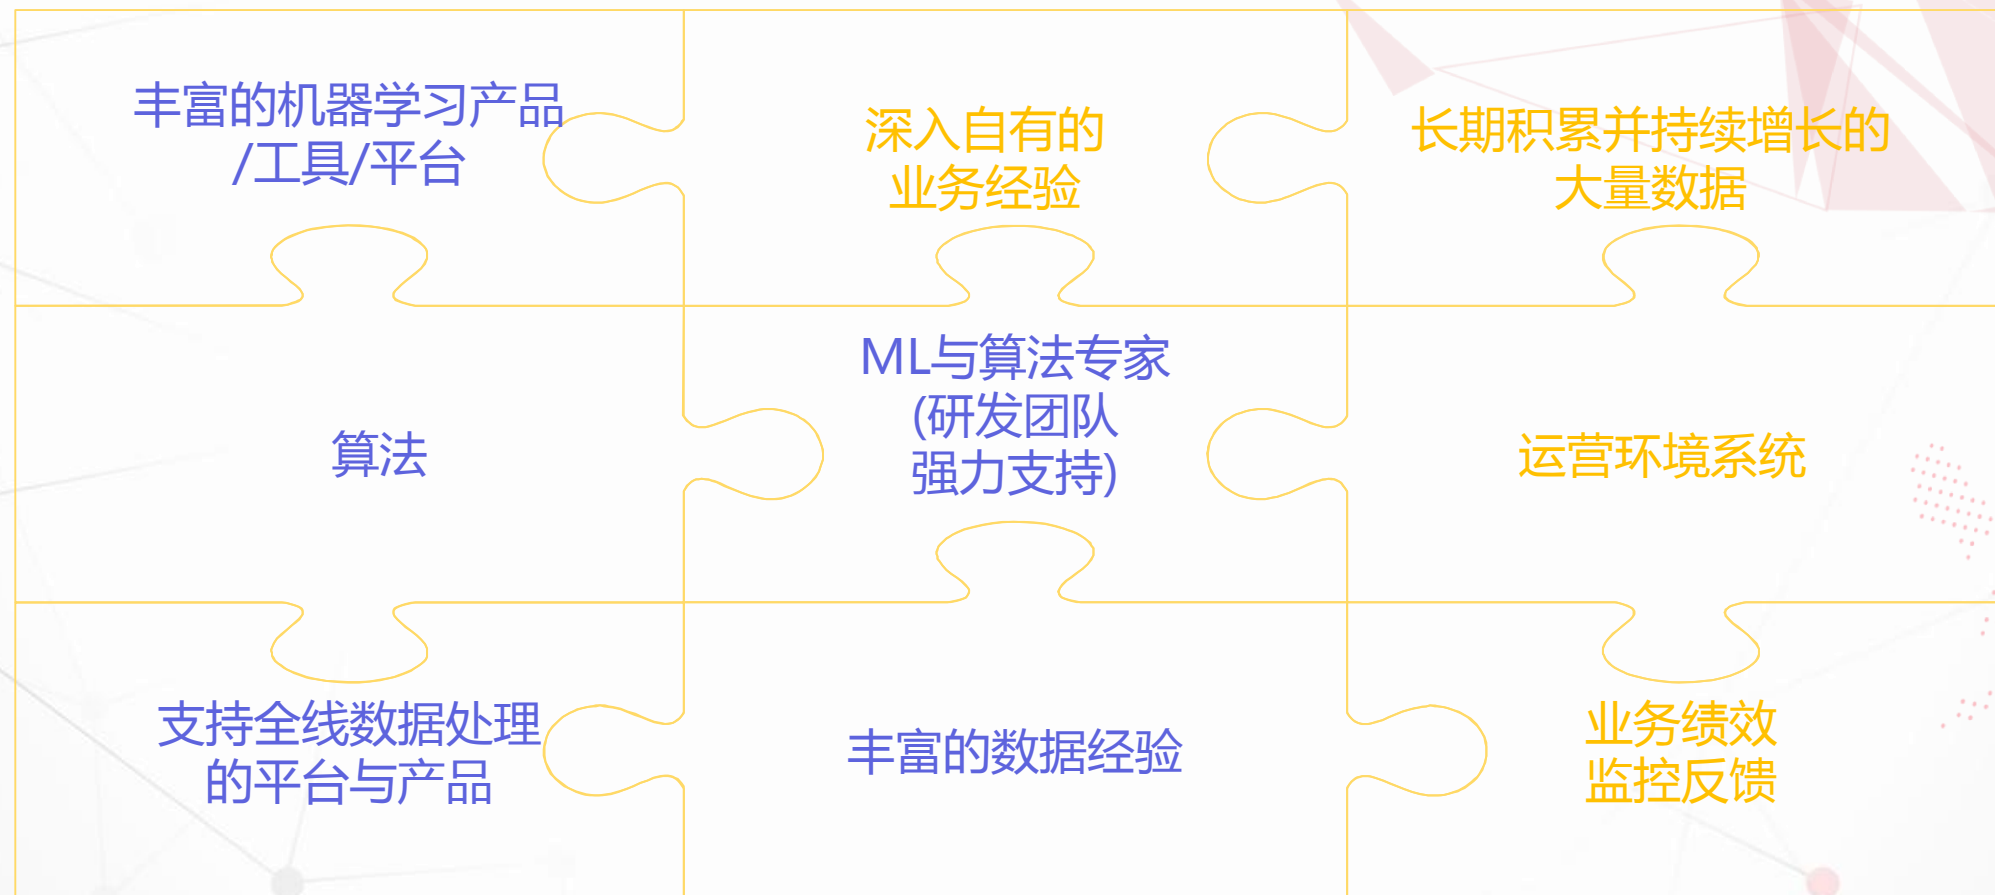 丰富的机器学习产品
/工具/平台
深入自有的
业务经验
长期积累并持续增长的
大量数据
算法
ML与算法专家
(研发团队
强力支持)
运营环境系统
支持全线数据处理
的平台与产品
丰富的数据经验
业务绩效
监控反馈